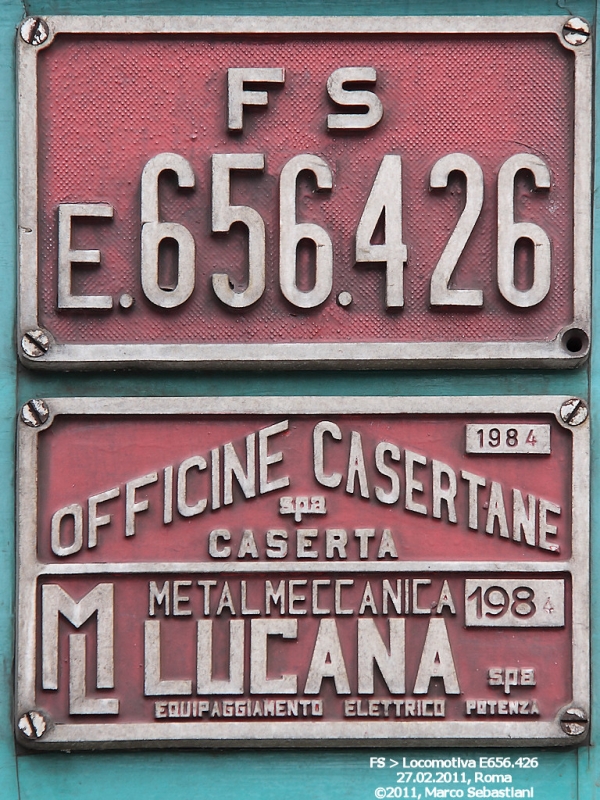 FS
E.656.426
1984
OFFICINE CASERTANE
spa
CASERTA
ML
METALMECCANICA
1984
LUCANA
spa
EQUIPAGGIAMENTO ELETTRICO POTENZA
FS > Locomotiva E656.426
27.02.2011, Roma
©2011, Marco Sebastiani